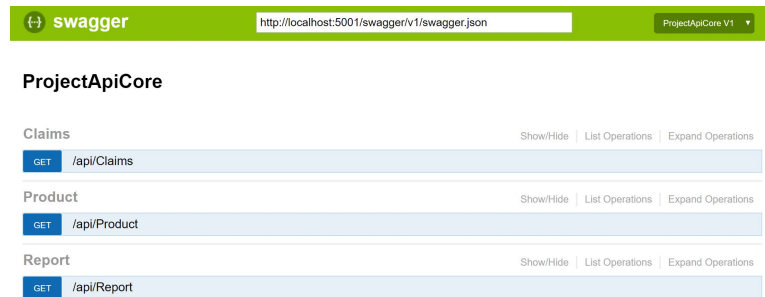 {··} swagger http://localhost:5001/swagger/v1/swagger.json ProjectApiCore V1 ▼
ProjectApiCore
Claims Show/Hide List Operations Expand Operations
GET /api/Claims
Product Show/Hide List Operations Expand Operations
GET /api/Product
Report Show/Hide List Operations Expand Operations
GET /api/Report